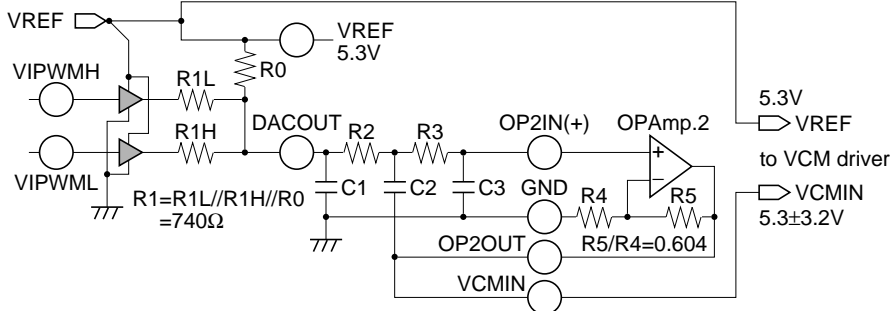 VREF
VREF
5.3V
R0
VIPWMH
R1L
5.3V
VREF
DACOUT
R2
R3
OP2IN(+)
OPAmp.2
R1H
to VCM driver
VIPWML
C1
C2
C3
GND
R4
R5
VCMIN
5.3±3.2V
R1=R1L//R1H//R0
=740Ω
R5/R4=0.604
OP2OUT
VCMIN
+
−